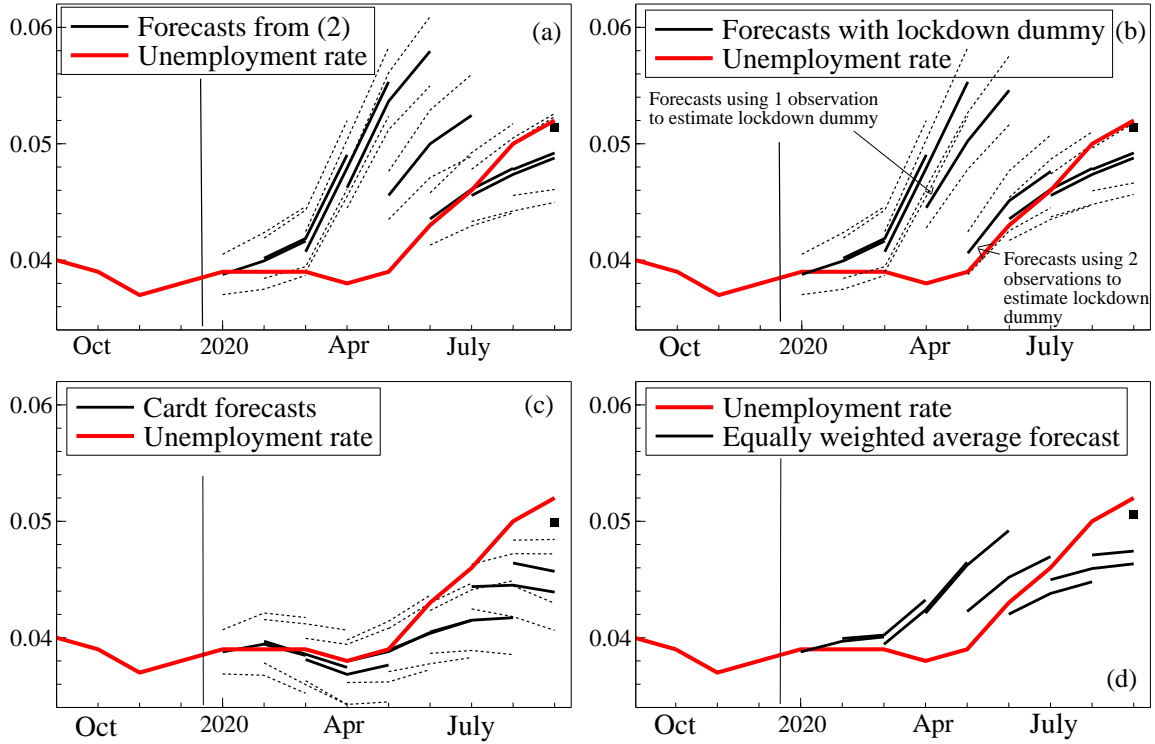 0.06
Forecasts from (2)
Unemployment rate
(a)
0.05
0.04
Oct
2020
Apr
July
0.06
Forecasts with lockdown dummy
Unemployment rate
(b)
Forecasts using 1 observation
to estimate lockdown dummy
0.05
0.04
Forecasts using 2
observations to
estimate lockdown
dummy
Oct
2020
Apr
July
0.06
Cardt forecasts
Unemployment rate
(c)
0.05
0.04
Oct
2020
Apr
July
0.06
Unemployment rate
Equally weighted average forecast
0.05
0.04
(d)
Oct
2020
Apr
July